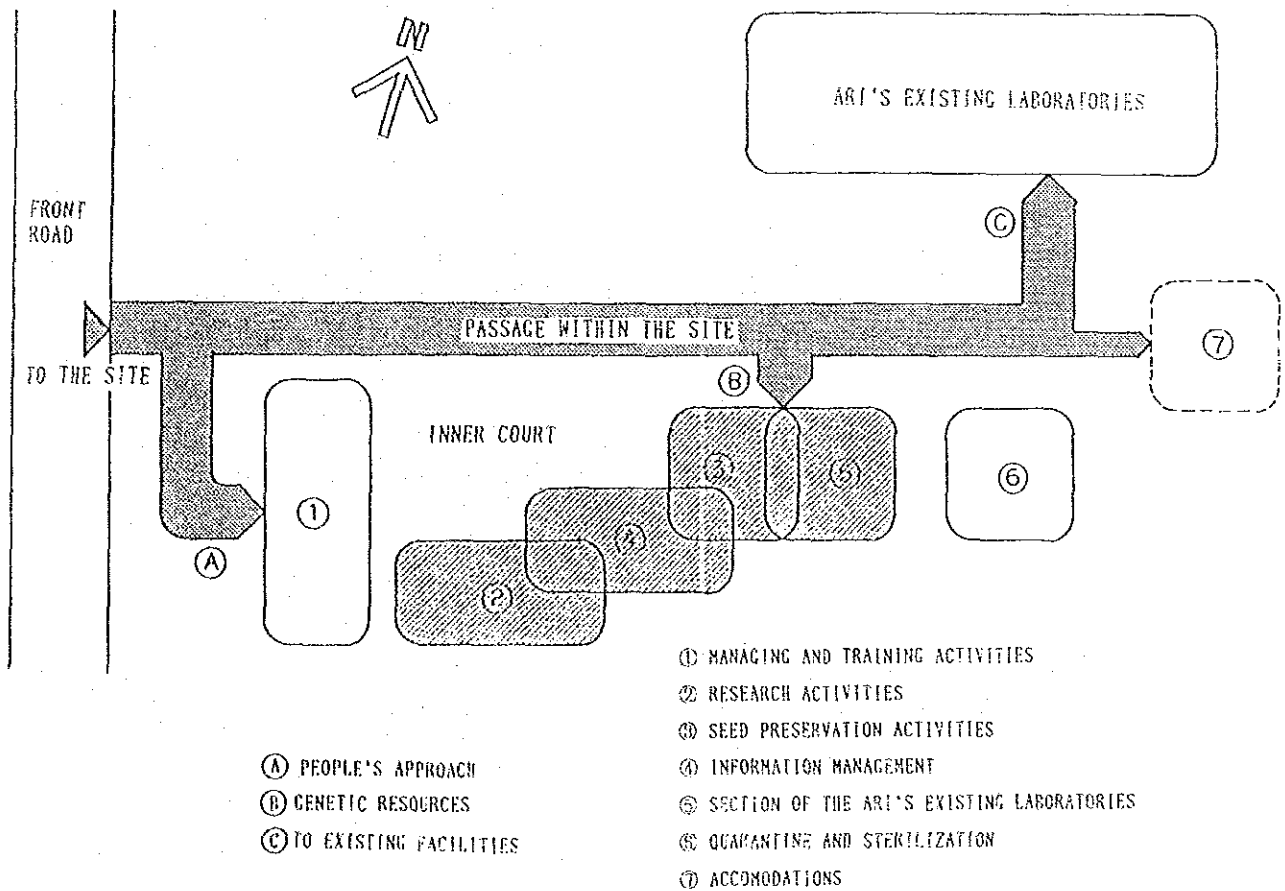 N
ARI'S EXISTING LABORATORIES
FRONT
ROAD
Ⓒ
PASSAGE WITHIN THE SITE
⑦
TO THE SITE
Ⓑ
INNER COURT
③
⑤
⑥
①
④
Ⓐ
②
① MANAGING AND TRAINING ACTIVITIES
② RESEARCH ACTIVITIES
③ SEED PRESERVATION ACTIVITIES
④ INFORMATION MANAGEMENT
⑤ SECTION OF THE ARI'S EXISTING LABORATORIES
⑥ QUARANTINE AND STERILIZATION
⑦ ACCOMODATIONS
Ⓐ PEOPLE'S APPROACH
Ⓑ GENETIC RESOURCES
Ⓒ TO EXISTING FACILITIES